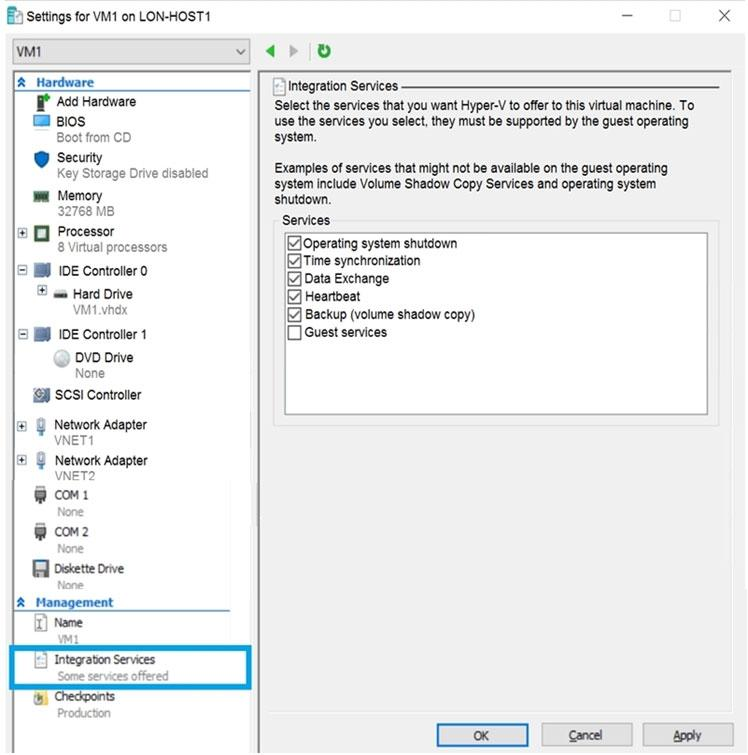 Settings for VM1 on LON-HOST1
VM1
Hardware
Add Hardware
BIOS
Boot from CD
Security
Key Storage Drive disabled
Memory
32768 MB
Processor
8 Virtual processors
IDE Controller 0
Hard Drive
VM1.vhdx
IDE Controller 1
DVD Drive
None
SCSI Controller
Network Adapter
VNET1
Network Adapter
VNET2
COM 1
None
COM 2
None
Diskette Drive
None
Management
Name
VM1
Integration Services
Some services offered
Checkpoints
Production
Integration Services
Select the services that you want Hyper-V to offer to this virtual machine. To
use the services you select, they must be supported by the guest operating
system.
Examples of services that might not be available on the guest operating
system include Volume Shadow Copy Services and operating system
shutdown.
Services
Operating system shutdown
Time synchronization
Data Exchange
Heartbeat
Backup (volume shadow copy)
Guest services
OK
Cancel
Apply